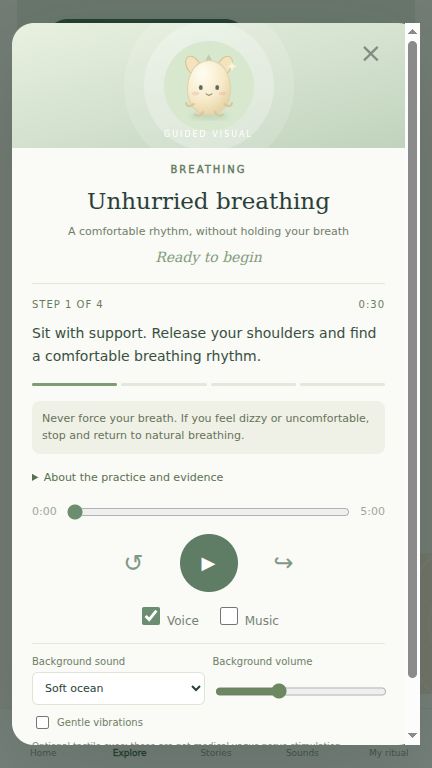 GUIDED VISUAL
BREATHING
Unhurried breathing
A comfortable rhythm, without holding your breath
Ready to begin
STEP 1 OF 4
0:30
Sit with support. Release your shoulders and find
a comfortable breathing rhythm.
Never force your breath. If you feel dizzy or uncomfortable,
stop and return to natural breathing.
About the practice and evidence
0:00
5:00
Voice
Music
Background sound
Background volume
Soft ocean
Gentle vibrations
Home
Explore
Stories
Sounds
My ritual